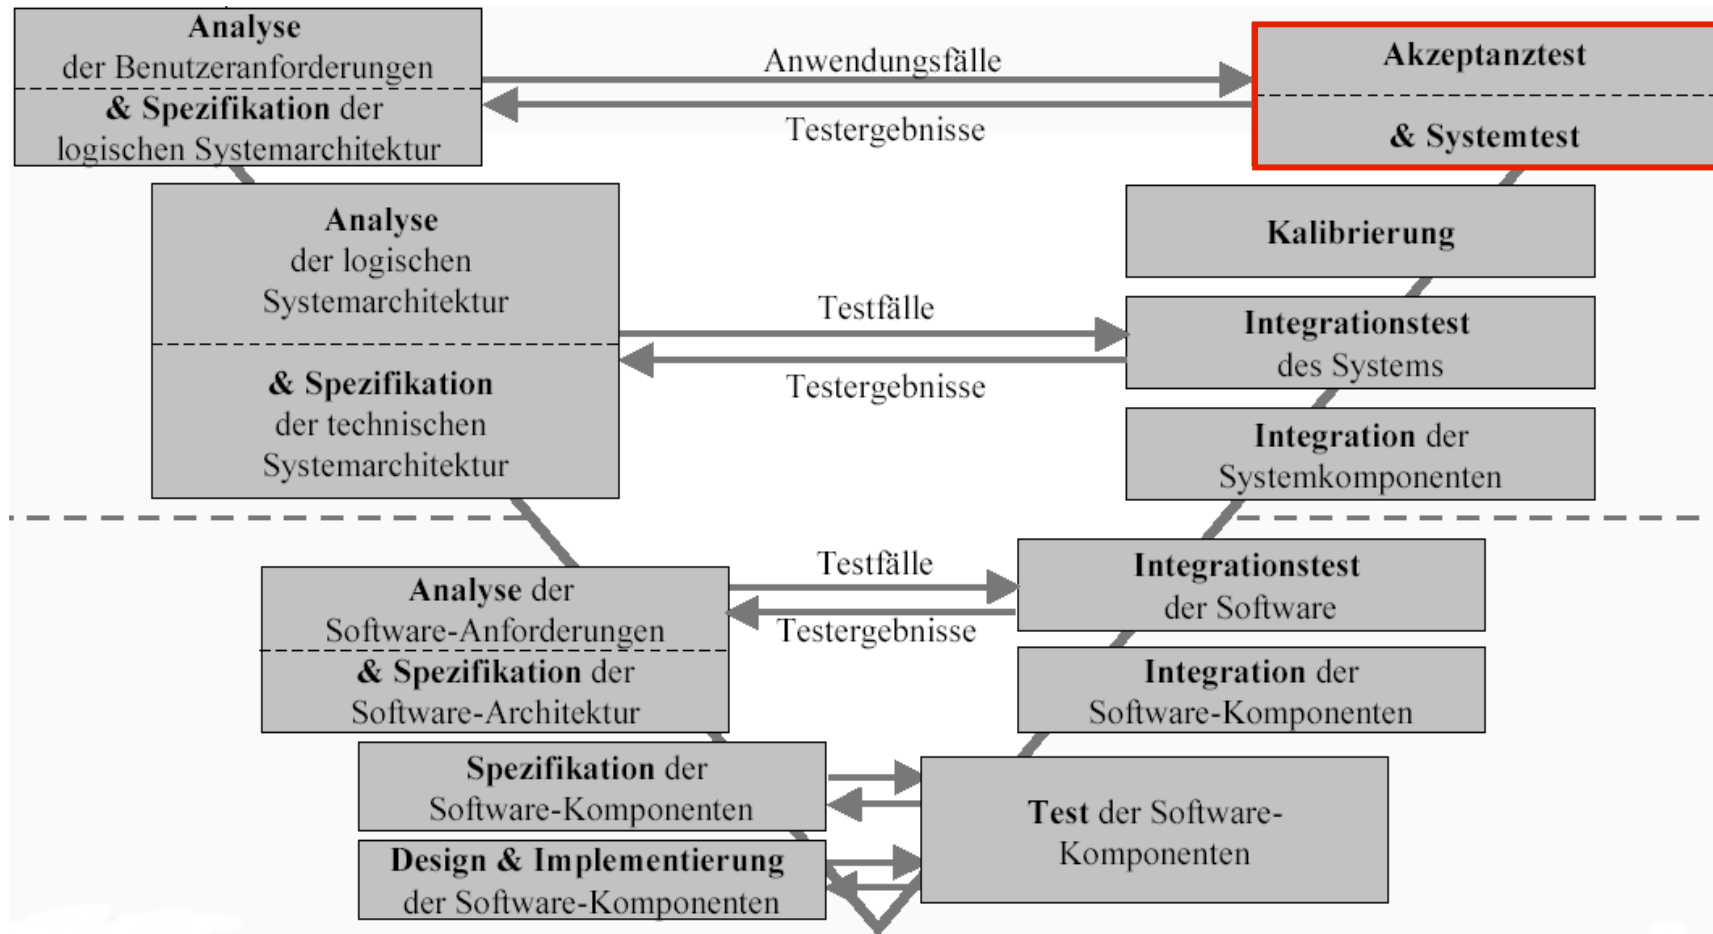 Analyse
der Benutzeranforderungen
& Spezifikation der
logischen Systemarchitektur
Anwendungsfälle
Testergebnisse
Akzeptanztest
& Systemtest
Analyse
der logischen
Systemarchitektur
& Spezifikation
der technischen
Systemarchitektur
Testfälle
Testergebnisse
Kalibrierung
Integrationstest
des Systems
Integration der
Systemkomponenten
Analyse der
Software-Anforderungen
& Spezifikation der
Software-Architektur
Testfälle
Testergebnisse
Integrationstest
der Software
Integration der
Software-Komponenten
Spezifikation der
Software-Komponenten
Design & Implementierung
der Software-Komponenten
Test der Software-
Komponenten